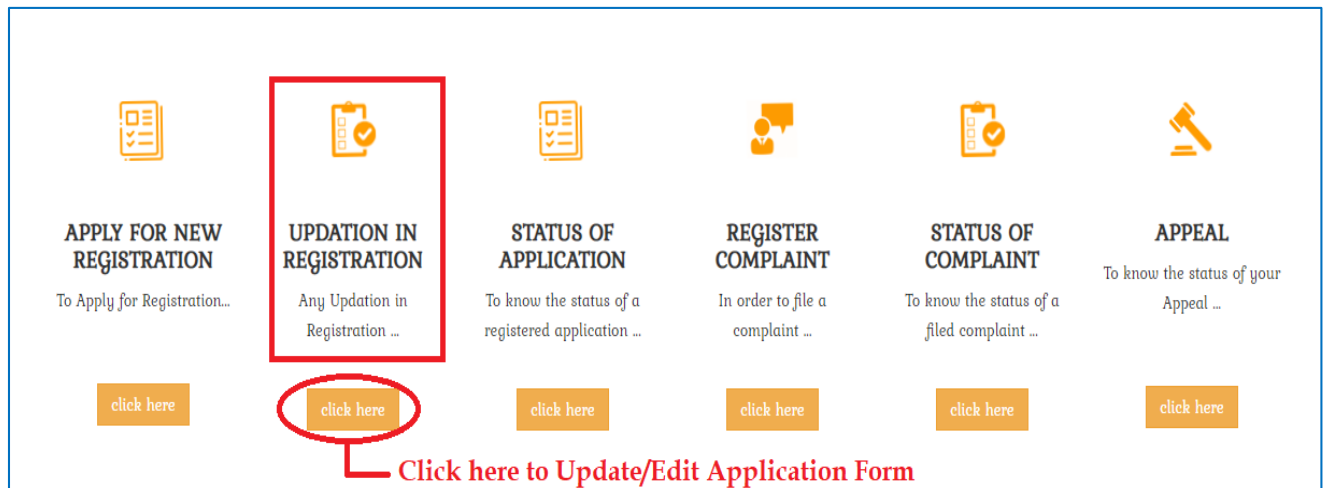 APPLY FOR NEW
REGISTRATION
To Apply for Registration...
click here
UPDATION IN
REGISTRATION
Any Updation in
Registration ...
click here
STATUS OF
APPLICATION
To know the status of a
registered application ...
click here
REGISTER
COMPLAINT
In order to file a
complaint ...
click here
STATUS OF
COMPLAINT
To know the status of a
filed complaint ...
click here
APPEAL
To know the status of your
Appeal ...
click here
Click here to Update/Edit Application Form